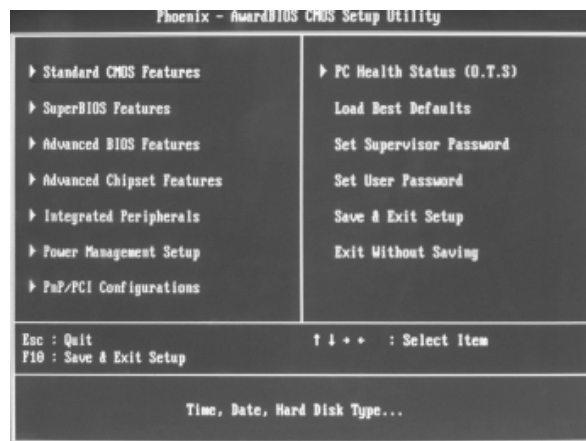 Phoenix - AwardBIOS CMOS Setup Utility
Standard CMOS Features
SuperBIOS Features
Advanced BIOS Features
Advanced Chipset Features
Integrated Peripherals
Power Management Setup
PnP/PCI Configurations
PC Health Status (O.T.S)
Load Best Defaults
Set Supervisor Password
Set User Password
Save & Exit Setup
Exit Without Saving
Esc : Quit
F10 : Save & Exit Setup
↑ ↓ → ← : Select Item
Time, Date, Hard Disk Type...